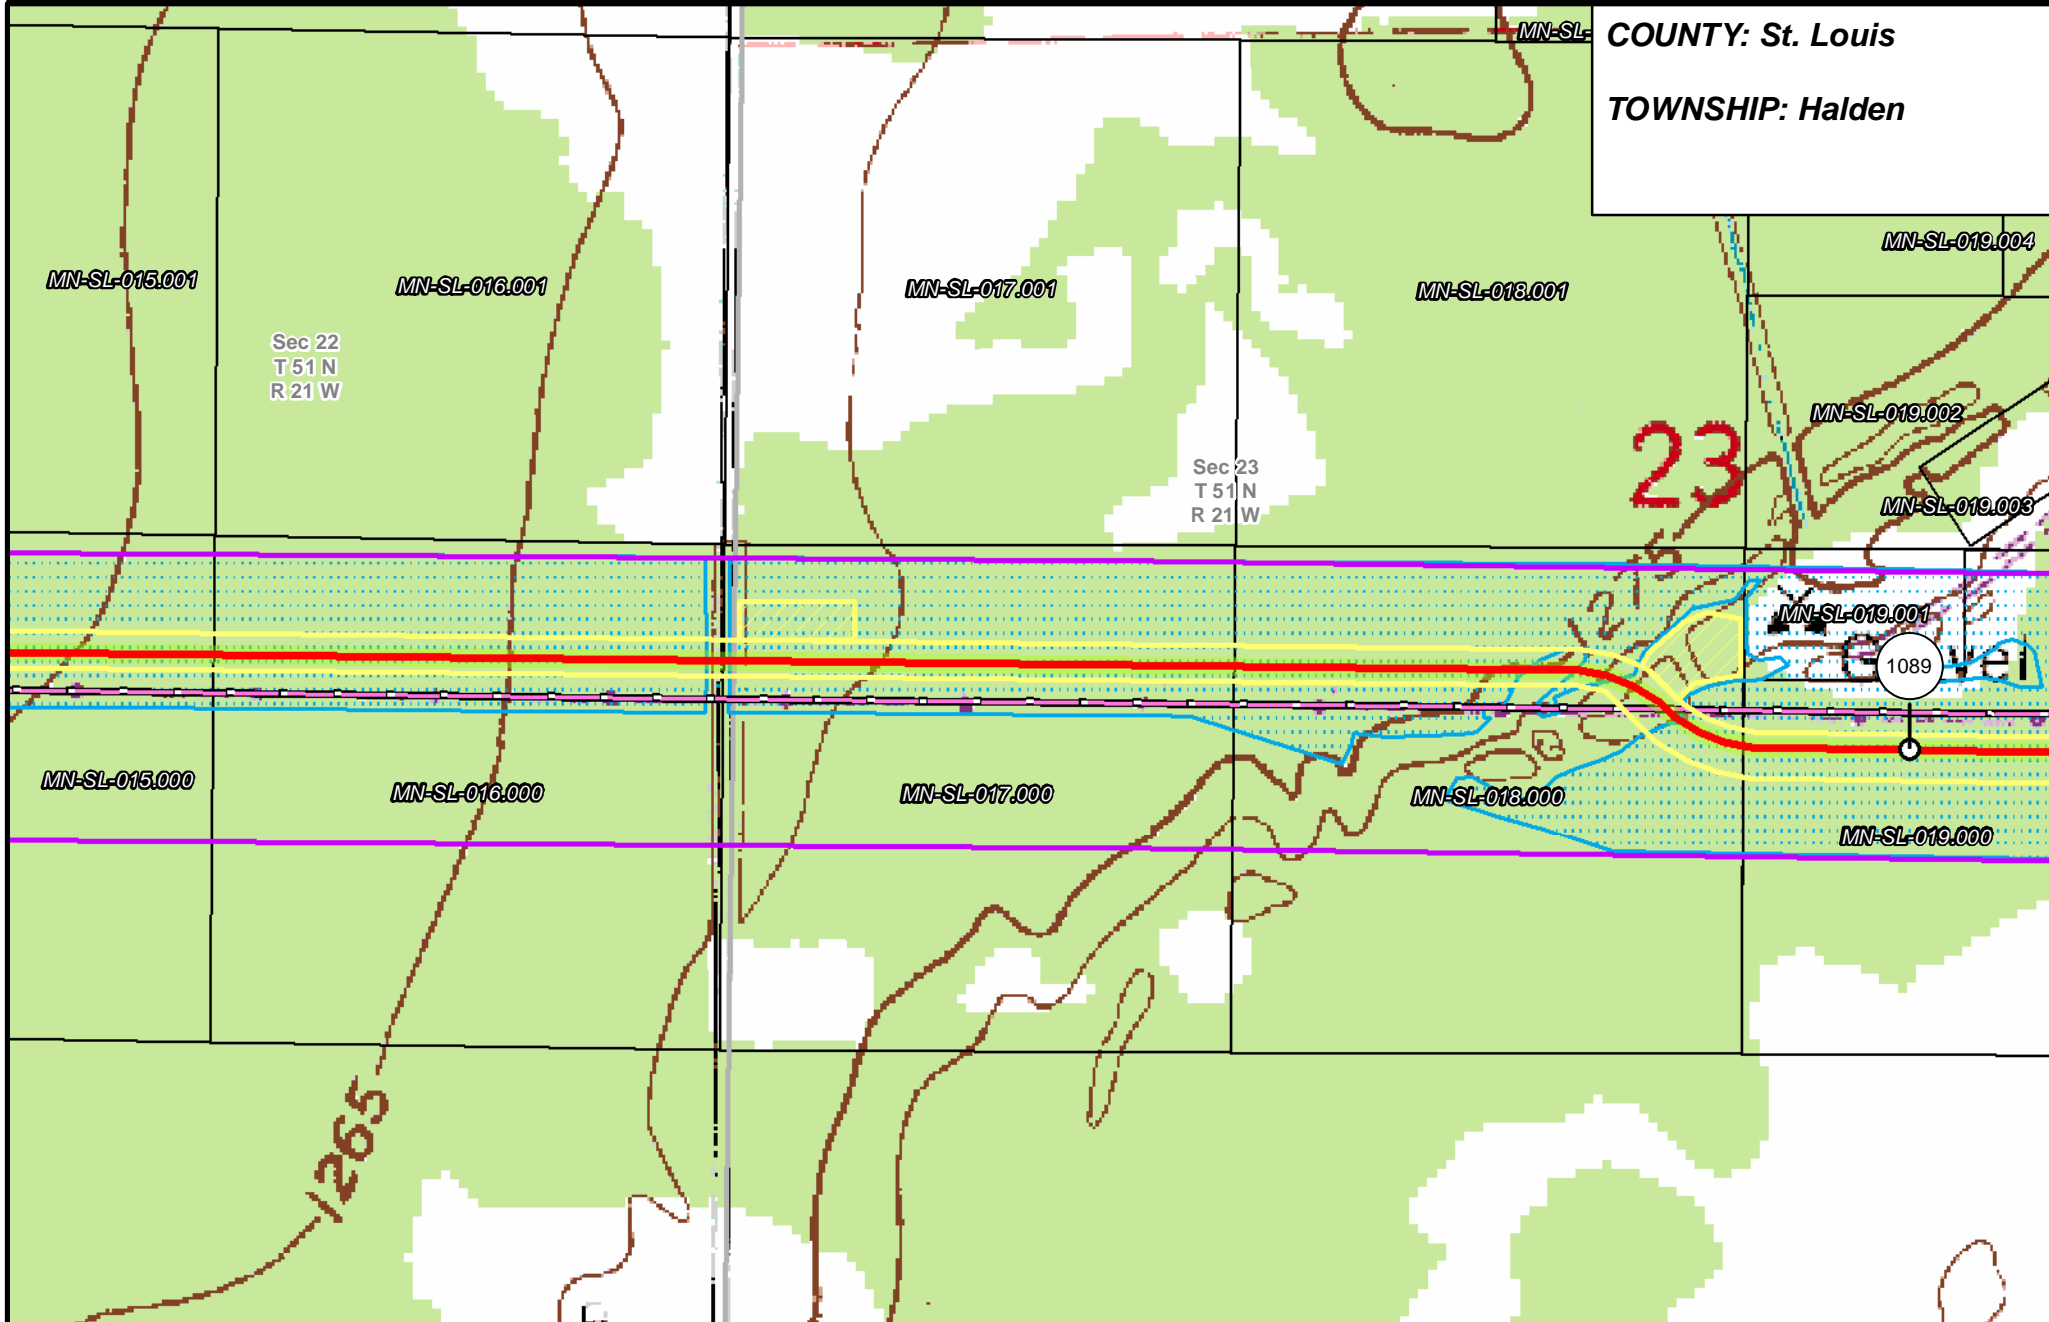 MN-SL-
COUNTY: St. Louis
TOWNSHIP: Halden
MN-SL-019.004
MN-SL-015.001
MN-SL-016.001
MN-SL-017.001
MN-SL-018.001
Sec 22
T 51 N
R 21 W
MN-SL-019.002
23
Sec 23
T 51 N
R 21 W
MN-SL-019.003
MN-SL-019.001
1089
MN-SL-015.000
MN-SL-016.000
MN-SL-017.000
MN-SL-018.000
MN-SL-019.000
1265